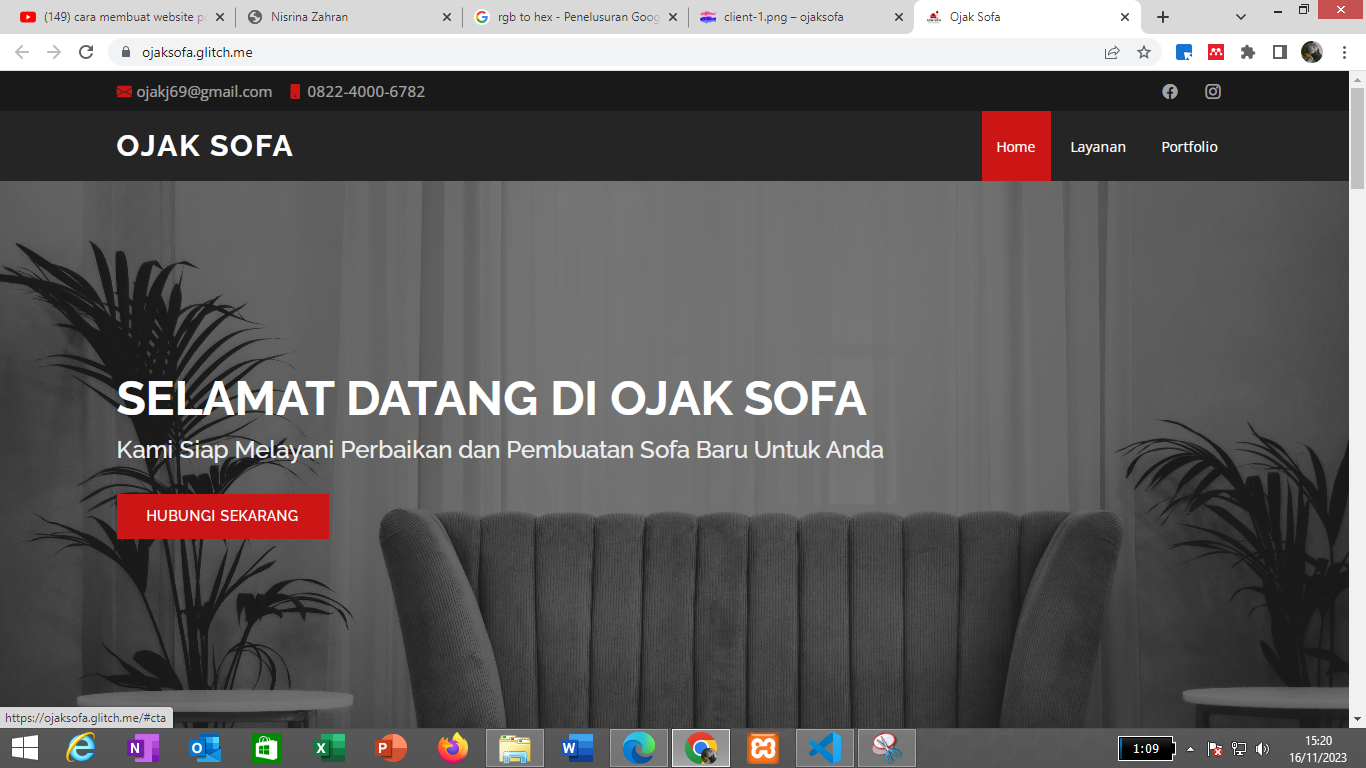 (149) cara membuat website p
Nisrina Zahran
rgb to hex - Penelusuran Goog
client-1.png – ojaksofa
Ojak Sofa
ojaksofa.glitch.me
ojakj69@gmail.com
0822-4000-6782
OJAK SOFA
Home
Layanan
Portfolio
SELAMAT DATANG DI OJAK SOFA
Kami Siap Melayani Perbaikan dan Pembuatan Sofa Baru Untuk Anda
HUBUNGI SEKARANG
https://ojaksofa.glitch.me/#cta
1:09
15:20
16/11/2023